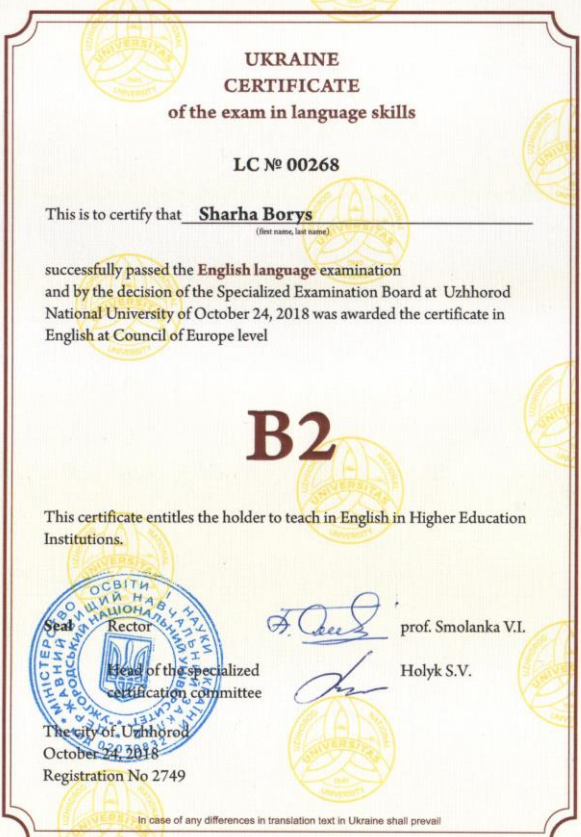 UKRAINE
CERTIFICATE
of the exam in language skills
LC № 00268
This is to certify that Sharha Borys
(first name, last name)
successfully passed the English language examination
and by the decision of the Specialized Examination Board at Uzhhorod
National University of October 24, 2018 was awarded the certificate in
English at Council of Europe level
B2
This certificate entitles the holder to teach in English in Higher Education
Institutions.
Seal Rector prof. Smolanka V.I.
Head of the specialized Holyk S.V.
certification committee
The city of Uzhhorod
October 24, 2018
Registration No 2749
In case of any differences in translation text in Ukraine shall prevail
МІНІСТЕРСТВО ОСВІТИ І НАУКИ УКРАЇНИ
UNIVERSITAS